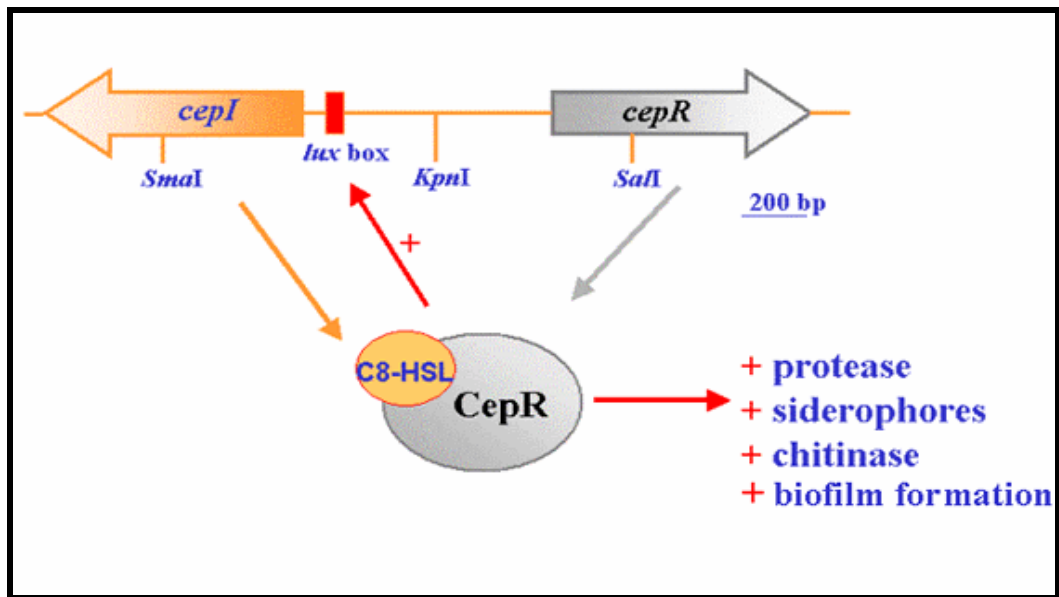 cepI
cepR
lux box
SmaI
KpnI
SalI
200 bp
+
C8-HSL
CepR
+ protease
+ siderophores
+ chitinase
+ biofilm formation